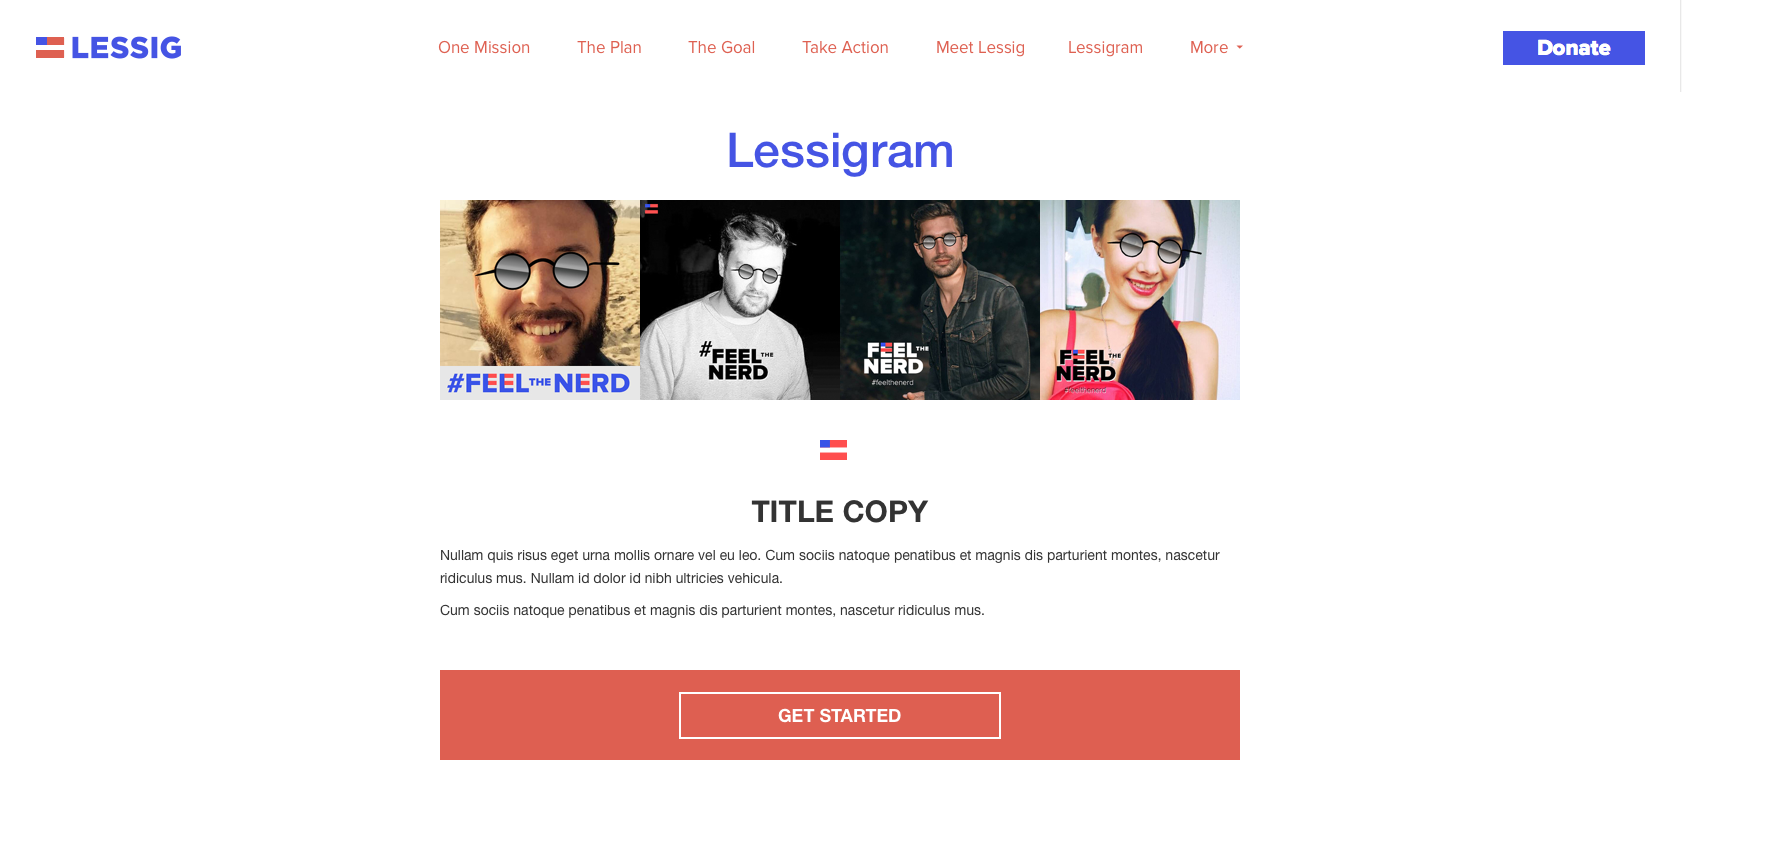 LESSIG
One Mission
The Plan
The Goal
Take Action
Meet Lessig
Lessigram
More
Donate
Lessigram
#FEEL THE NERD
#FEEL THE
NERD
FEEL THE
NERD
#feelthenerd
FEEL THE
NERD
#feelthenerd
TITLE COPY
Nullam quis risus eget urna mollis ornare vel eu leo. Cum sociis natoque penatibus et magnis dis parturient montes, nascetur
ridiculus mus. Nullam id dolor id nibh ultricies vehicula.
Cum sociis natoque penatibus et magnis dis parturient montes, nascetur ridiculus mus.
GET STARTED